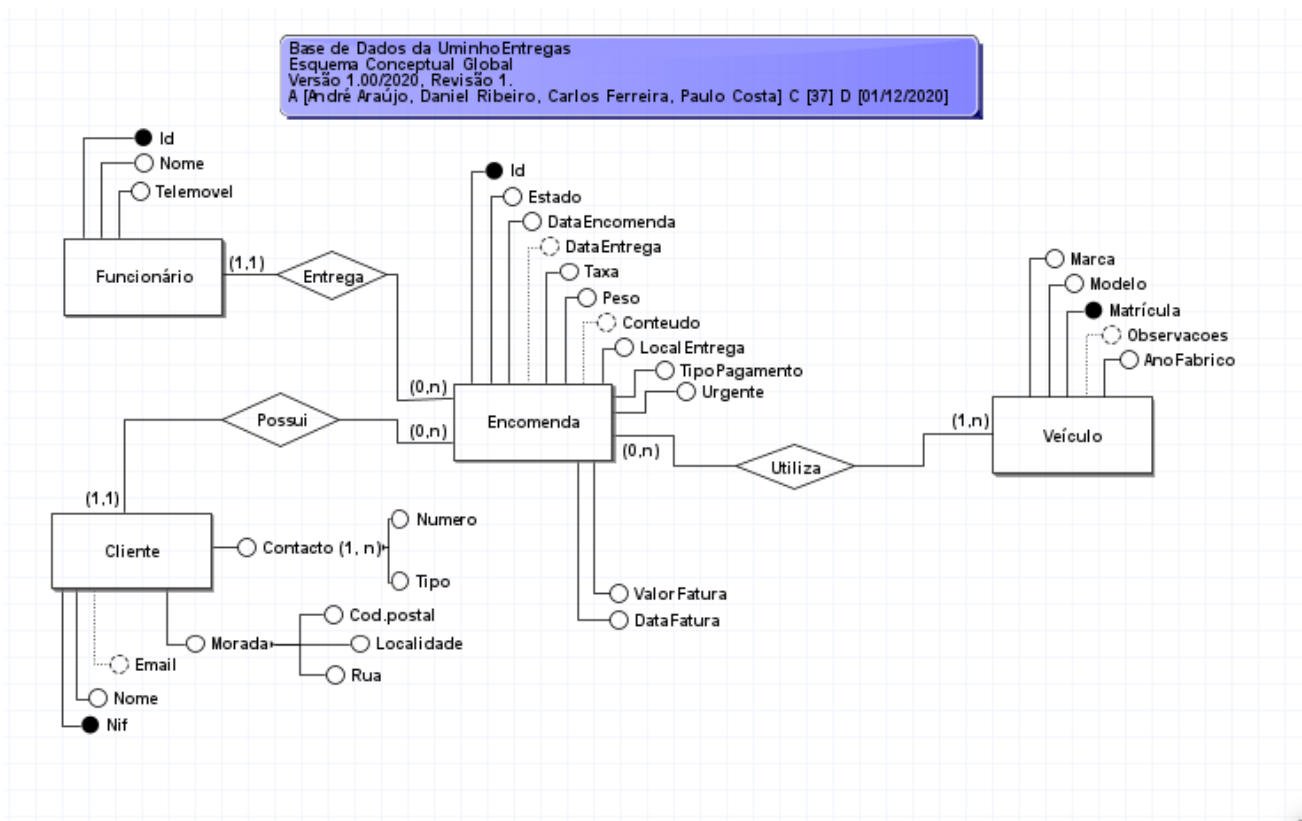 Base de Dados da UminhoEntregas
Esquema Conceptual Global
Versão 1.00/2020, Revisão 1.
A [André Araújo, Daniel Ribeiro, Carlos Ferreira, Paulo Costa] C [37] D [01/12/2020]
Id
Nome
Telemovel
Funcionário
(1,1)
Entrega
(0,n)
Id
Estado
DataEncomenda
DataEntrega
Taxa
Peso
Conteudo
Local Entrega
TipoPagamento
Urgente
Encomenda
(0,n)
Utiliza
(1,n)
Marca
Modelo
Matrícula
Observacoes
AnoFabrico
Veículo
Possui
(0,n)
(1,1)
Cliente
Contacto (1, n)
Numero
Tipo
Morada
Cod.postal
Localidade
Rua
Email
Nome
Nif
ValorFatura
DataFatura